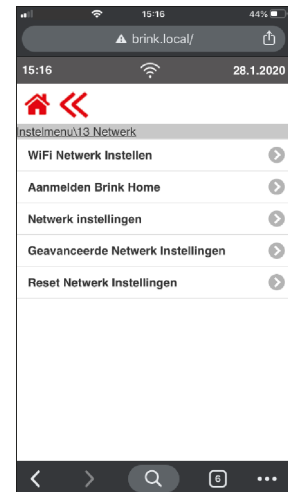 15:16
44%
brink.local/
15:16
28.1.2020
Instelmenu\13 Netwerk
WiFi Netwerk Instellen
Aanmelden Brink Home
Netwerk instellingen
Geavanceerde Netwerk Instellingen
Reset Netwerk Instellingen
6